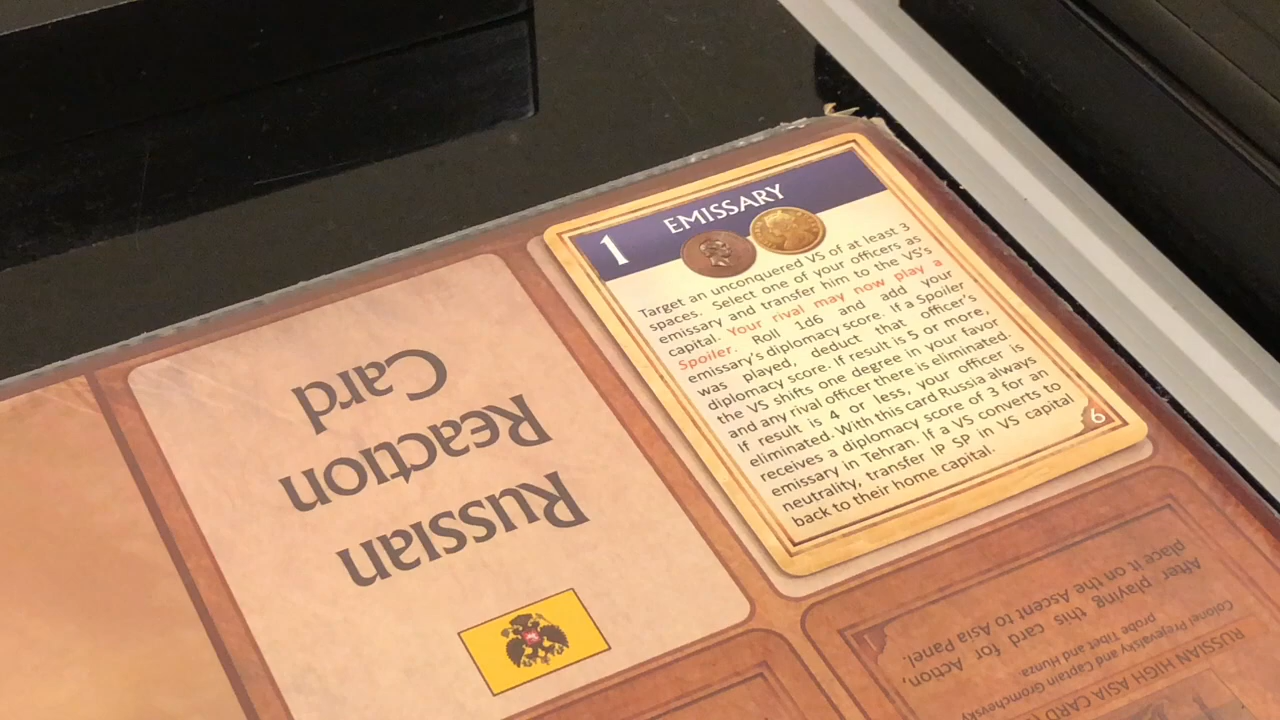 1 EMISSARY
Target an unconquered VS of at least 3
spaces. Select one of your officers as
emissary and transfer him to the VS's
capital. Your rival may now play a
Spoiler. Roll 1d6 and add your
emissary's diplomacy score. If a Spoiler
was played, deduct that officer's
diplomacy score. If result is 5 or more,
the VS shifts one degree in your favor
and any rival officer there is eliminated.
If result is 4 or less, your officer is
eliminated. With this card Russia always
receives a diplomacy score of 3 for an
emissary in Tehran. If a VS converts to
neutrality, transfer IP SP in VS capital
back to their home capital.
6
Russian
Reaction
Card
RUSSIAN HIGH ASIA CARD
Colonel Prejevalsky and Captain Gromchevsky
probe Tibet and Hunza
After playing this card for Action,
place it on the Ascent to Asia Panel.